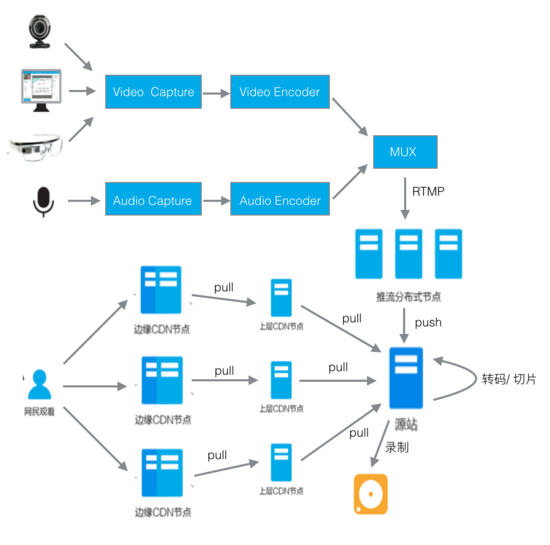 Video Capture
Video Encoder
MUX
Audio Capture
Audio Encoder
RTMP
推流分布式节点
push
pull
边缘CDN节点
上层CDN节点
pull
转码/ 切片
网民观看
pull
边缘CDN节点
上层CDN节点
pull
源站
录制
pull
边缘CDN节点
上层CDN节点
pull